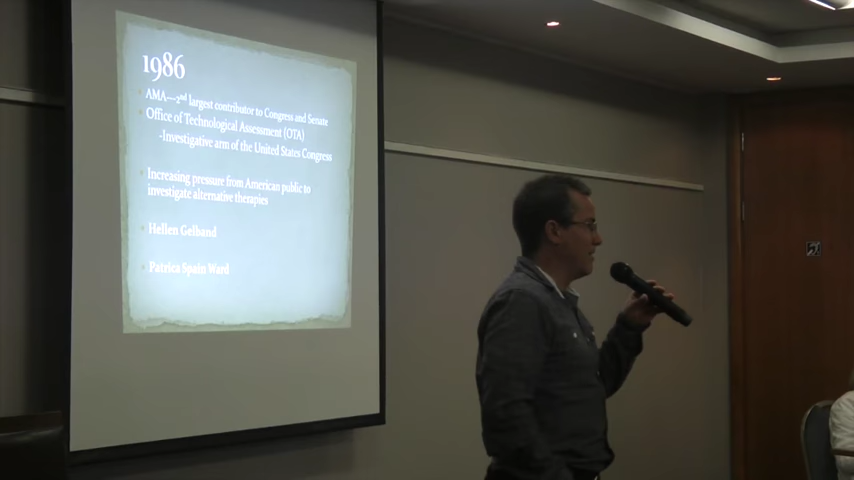 1986
AMA—2nd largest contributor to Congress and Senate
Office of Technological Assessment (OTA)
-Investigative arm of the United States Congress
Increasing pressure from American public to
investigate alternative therapies
Hellen Gelband
Patrica Spain Ward